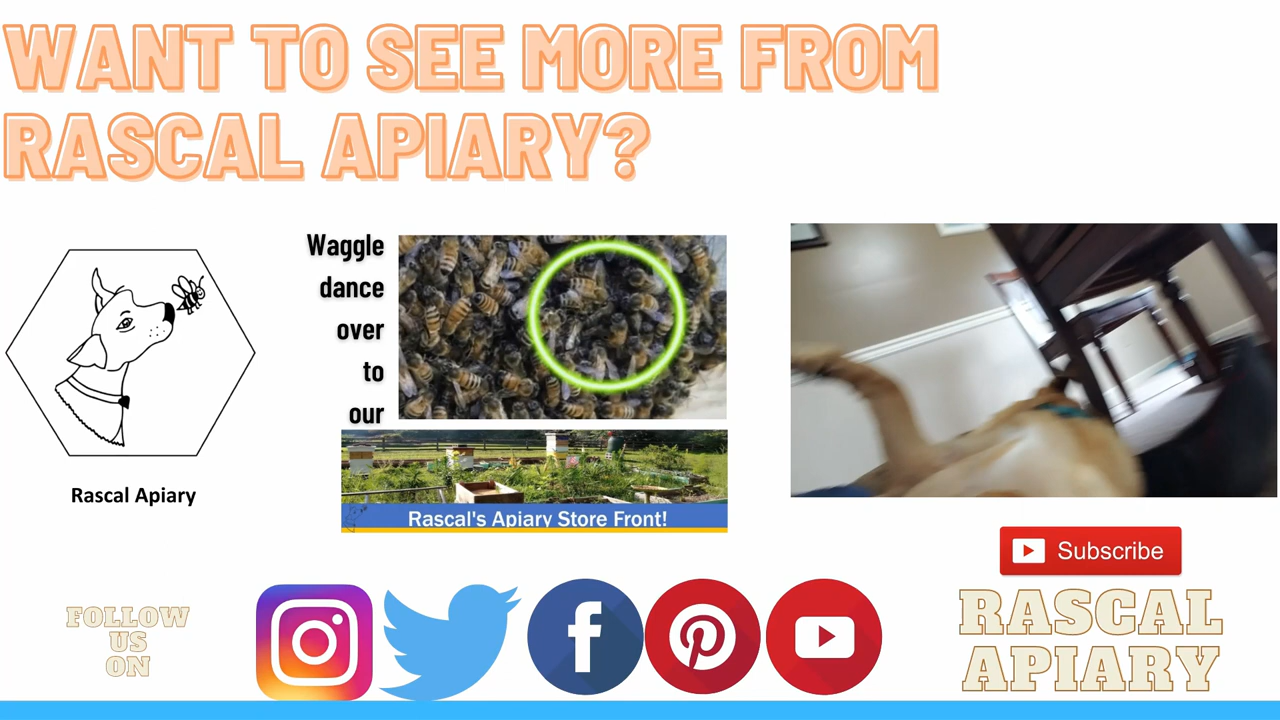 WANT TO SEE MORE FROM
RASCAL APIARY?
Waggle
dance
over
to
our
Rascal Apiary
Rascal's Apiary Store Front!
Subscribe
FOLLOW
US
ON
RASCAL
APIARY